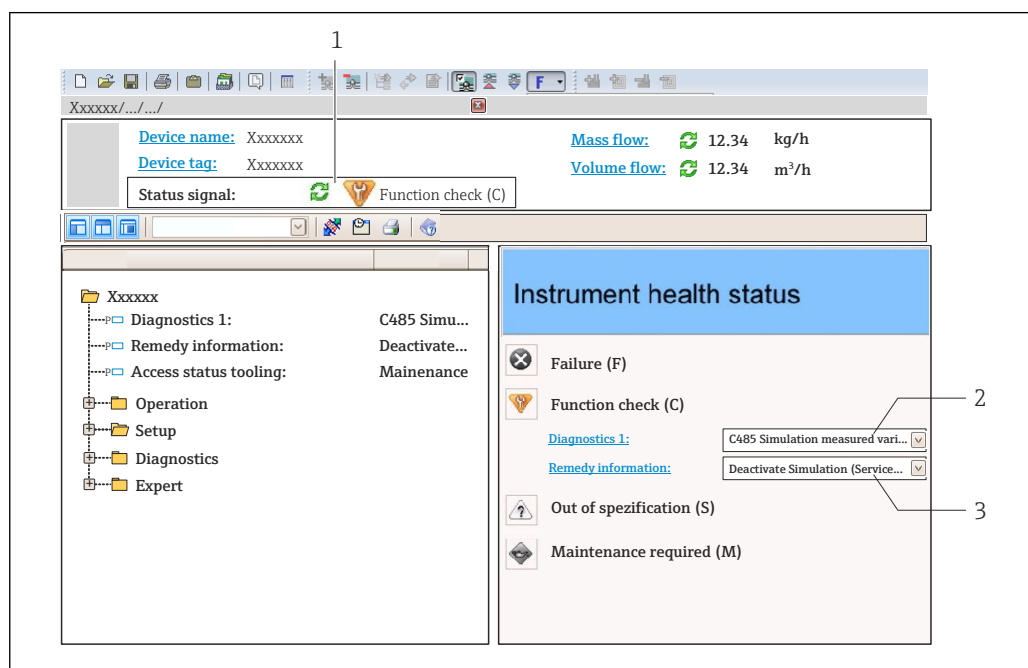 1
F
Xxxxxx/.../.../
Device name: Xxxxxxx
Mass flow: 12.34 kg/h
Device tag: Xxxxxxx
Volume flow: 12.34 m³/h
Status signal: Function check (C)
Xxxxxx
Diagnostics 1: C485 Simu...
Remedy information: Deactivate...
Access status tooling: Mainenance
Operation
Setup
Diagnostics
Expert
Instrument health status
Failure (F)
Function check (C)
Diagnostics 1: C485 Simulation measured vari...
2
Remedy information: Deactivate Simulation (Service...
3
Out of spezification (S)
Maintenance required (M)